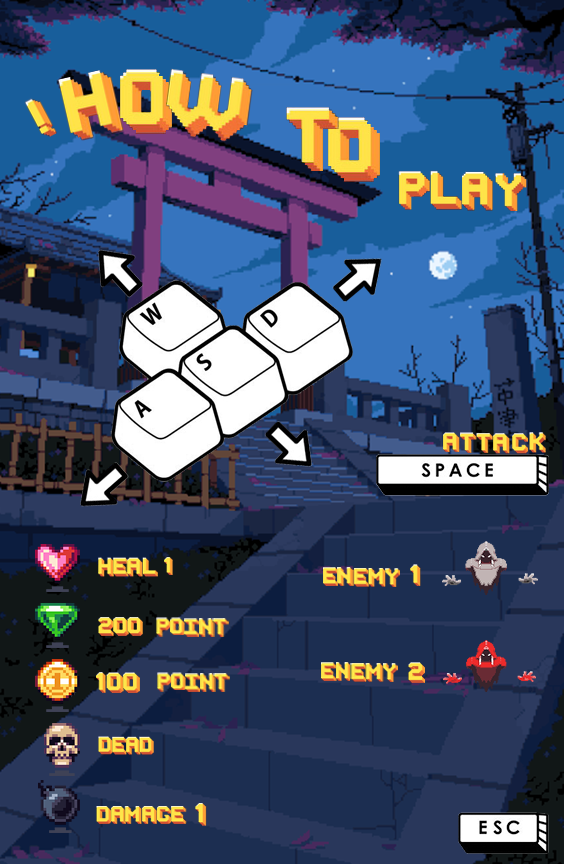 ! HOW TO
PLAY
W
D
S
A
ATTACK
SPACE
HEAL 1
ENEMY 1
200 POINT
ENEMY 2
100 POINT
DEAD
DAMAGE 1
ESC